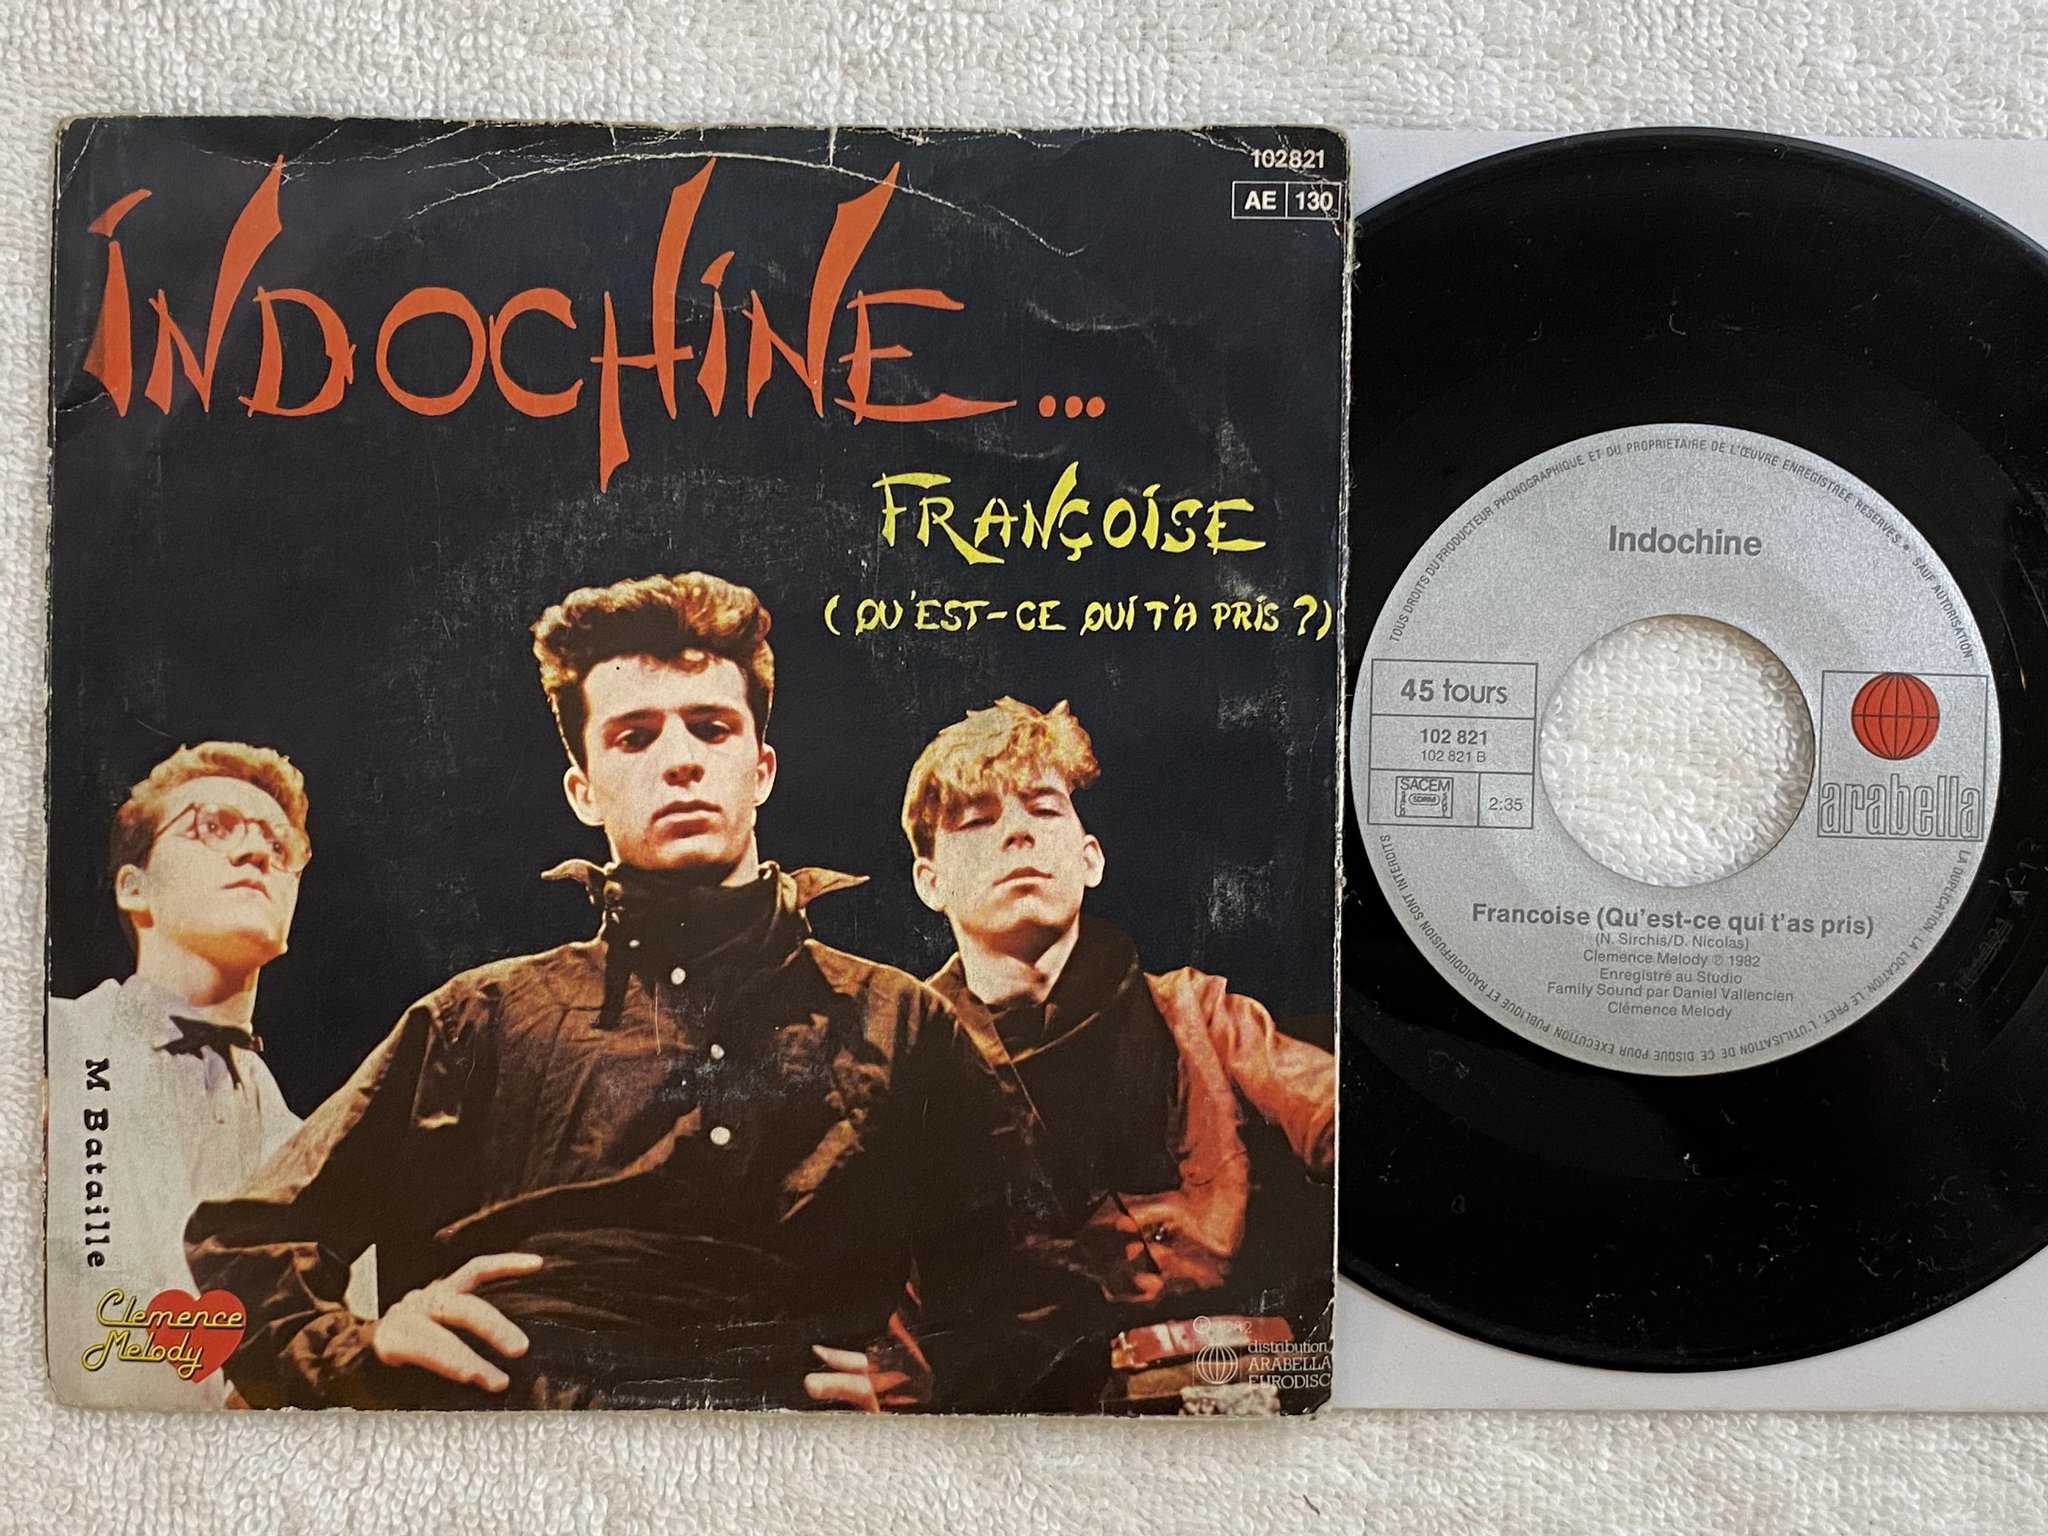 102821
AE 130
INDOCHINE...
FRANÇOISE
(QU'EST-CE QUI T'A PRIS ?)
M Bataille
Clemence
Melody
distribution
ARABELLA
EURODISC
TOUS DROITS DU PRODUCTEUR PHONOGRAPHIQUE ET DU PROPRIETAIRE DE L'ŒUVRE ENREGISTREE RESERVES • SAUF AUTORISATION
LA DUPLICATION, LA LOCATION, LE PRET, L'UTILISATION DE CE DISQUE POUR EXECUTION PUBLIQUE ET RADIODIFFUSION SONT INTERDITS
Indochine
45 tours
102 821
102 821 B
SACEM
SDRM
2:35
arabella
Francoise (Qu'est-ce qui t'as pris)
(N. Sirchis/D. Nicolas)
Clemence Melody ℗ 1982
Enregistré au Studio
Family Sound par Daniel Vallencien
Clémence Melody